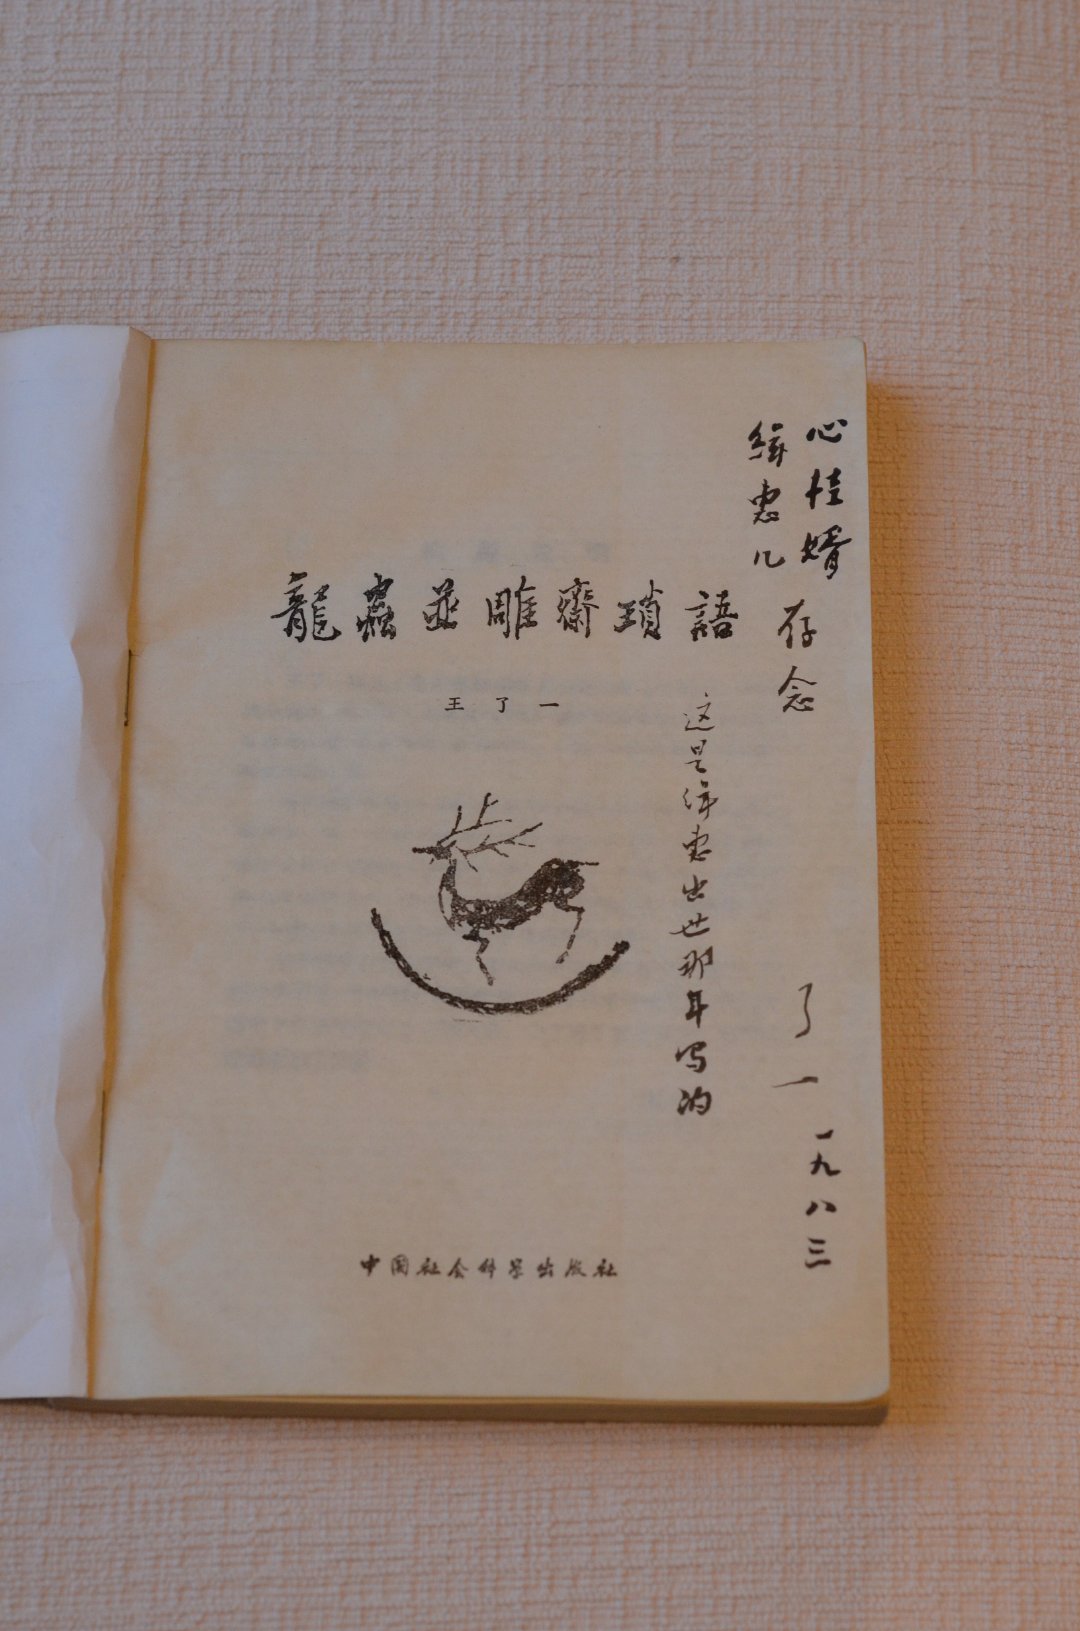 心桂婿
缉惠儿
存念
龍蟲並雕齋瑣語
王了一
这是缉惠出世那年写的
了一
一九八三
中国社会科学出版社